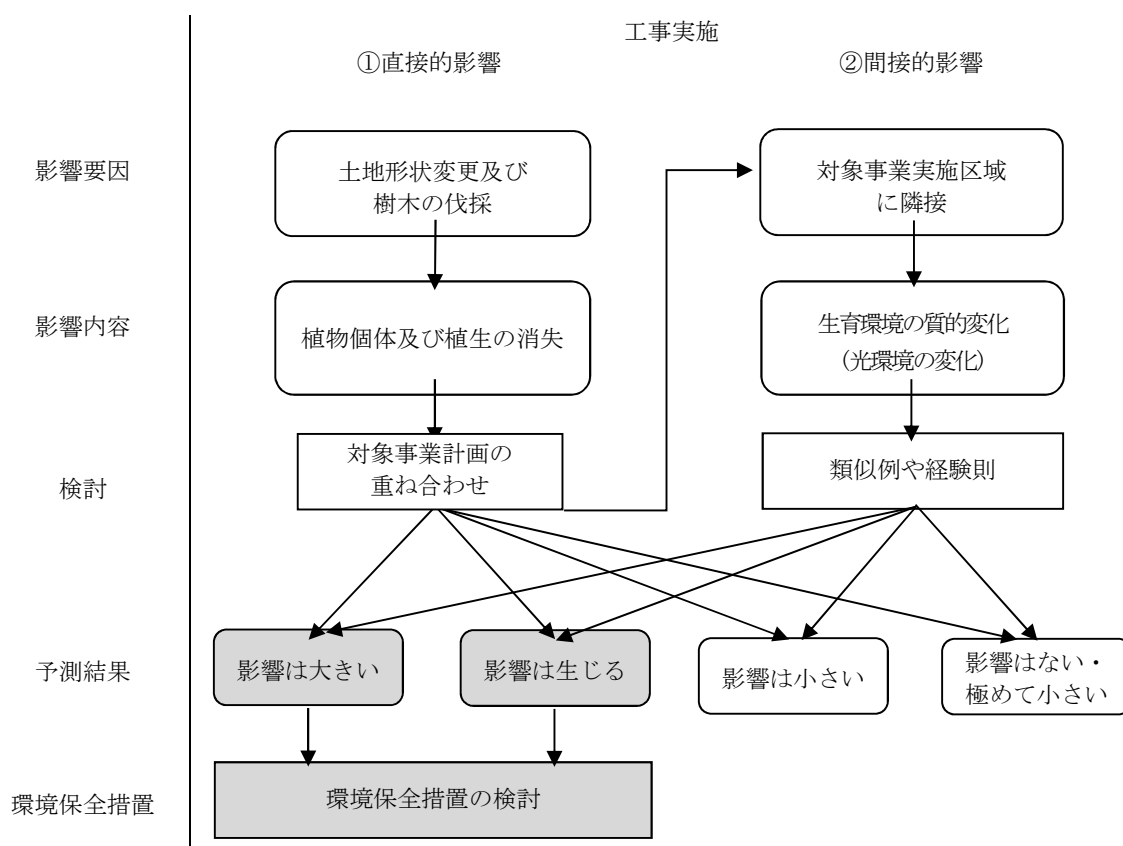 工事実施
①直接的影響
②間接的影響
影響要因
土地形状変更及び
樹木の伐採
対象事業実施区域
に隣接
影響内容
植物個体及び植生の消失
生育環境の質的変化
(光環境の変化)
検討
対象事業計画の
重ね合わせ
類似例や経験則
予測結果
影響は大きい
影響は生じる
影響は小さい
影響はない・
極めて小さい
環境保全措置
環境保全措置の検討